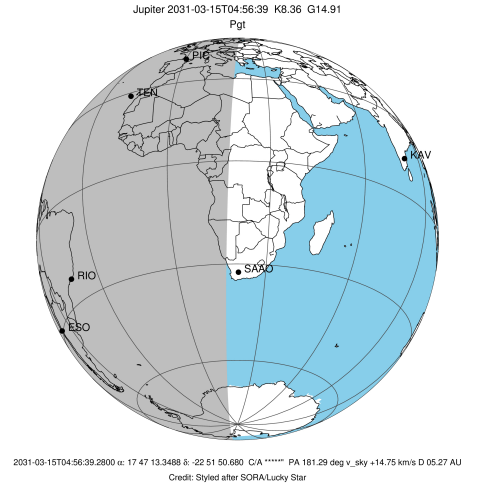 Jupiter 2031-03-15T04:56:39  K8.36  G14.91
Pgt
PIC
TEN
KAV
SAAO
RIO
ESO
2031-03-15T04:56:39.2800 α: 17 47 13.3488 δ: -22 51 50.680  C/A *****"  PA 181.29 deg v_sky +14.75 km/s D 05.27 AU
Credit: Styled after SORA/Lucky Star